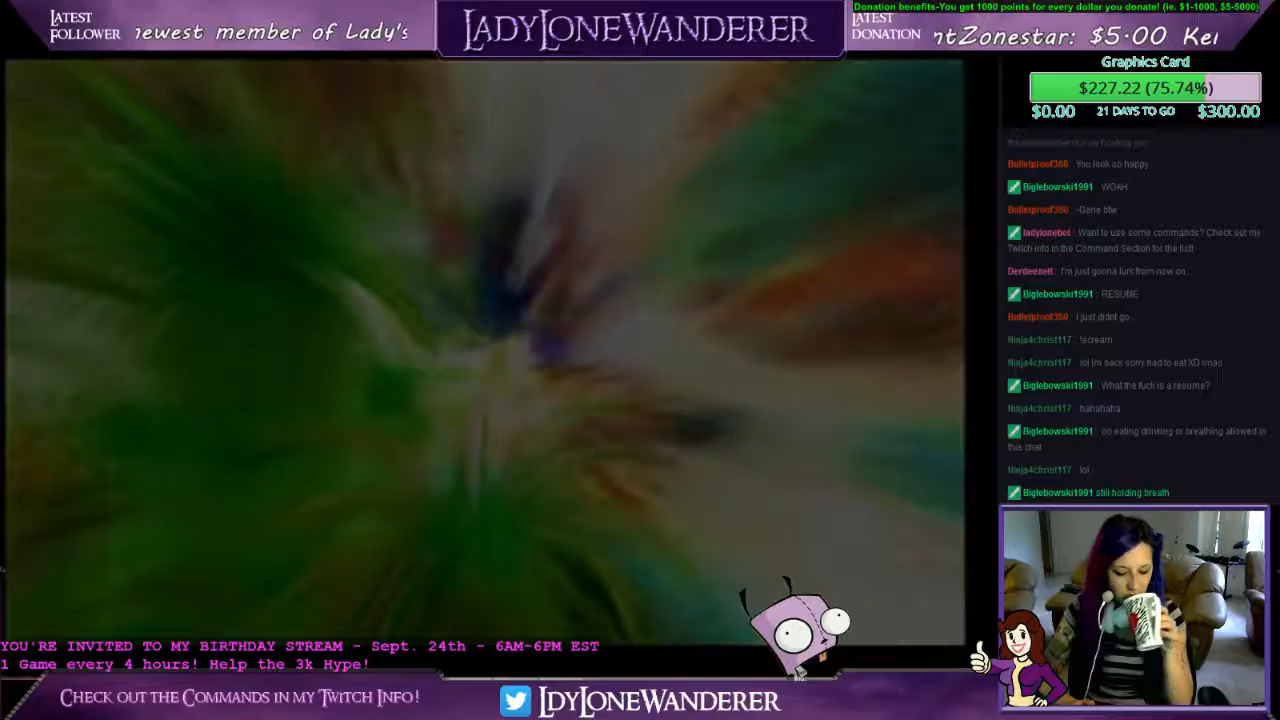 Donation benefits-You get 1000 points for every dollar you donate! (ie. $1-1000, $5-5000)
LATEST FOLLOWER
newest member of Lady's
LADYLONEWANDERER
LATEST DONATION
ntZonestar: $5.00 Kei
Graphics Card
$227.22 (75.74%)
$0.00 21 DAYS TO GO $300.00
Bulletproof360 : You look so happy.
Biglebowski1991 : WOAH
Bulletproof360 : -Gene btw
ladylonebot : Want to use some commands? Check out my
Twitch info in the Command Section for the list!
Derdeezett : I'm just gonna lurk from now on..
Biglebowski1991 : RESUME
Bulletproof360 : I just didnt go..
Ninja4christ117 : !scream
Ninja4christ117 : lol Im back sorry had to eat XD lmao
Biglebowski1991 : What the fuck is a resume?
Ninja4christ117 : hahahaha
Biglebowski1991 : oo eating drinking or breathing allowed in
this chat
Ninja4christ117 : lol
Biglebowski1991 still holding breath
YOU'RE INVITED TO MY BIRTHDAY STREAM - Sept. 24th - 6AM-6PM EST
1 Game every 4 hours! Help the 3k Hype!
CHECK OUT THE COMMANDS IN MY TWITCH INFO!
LDYLONEWANDERER